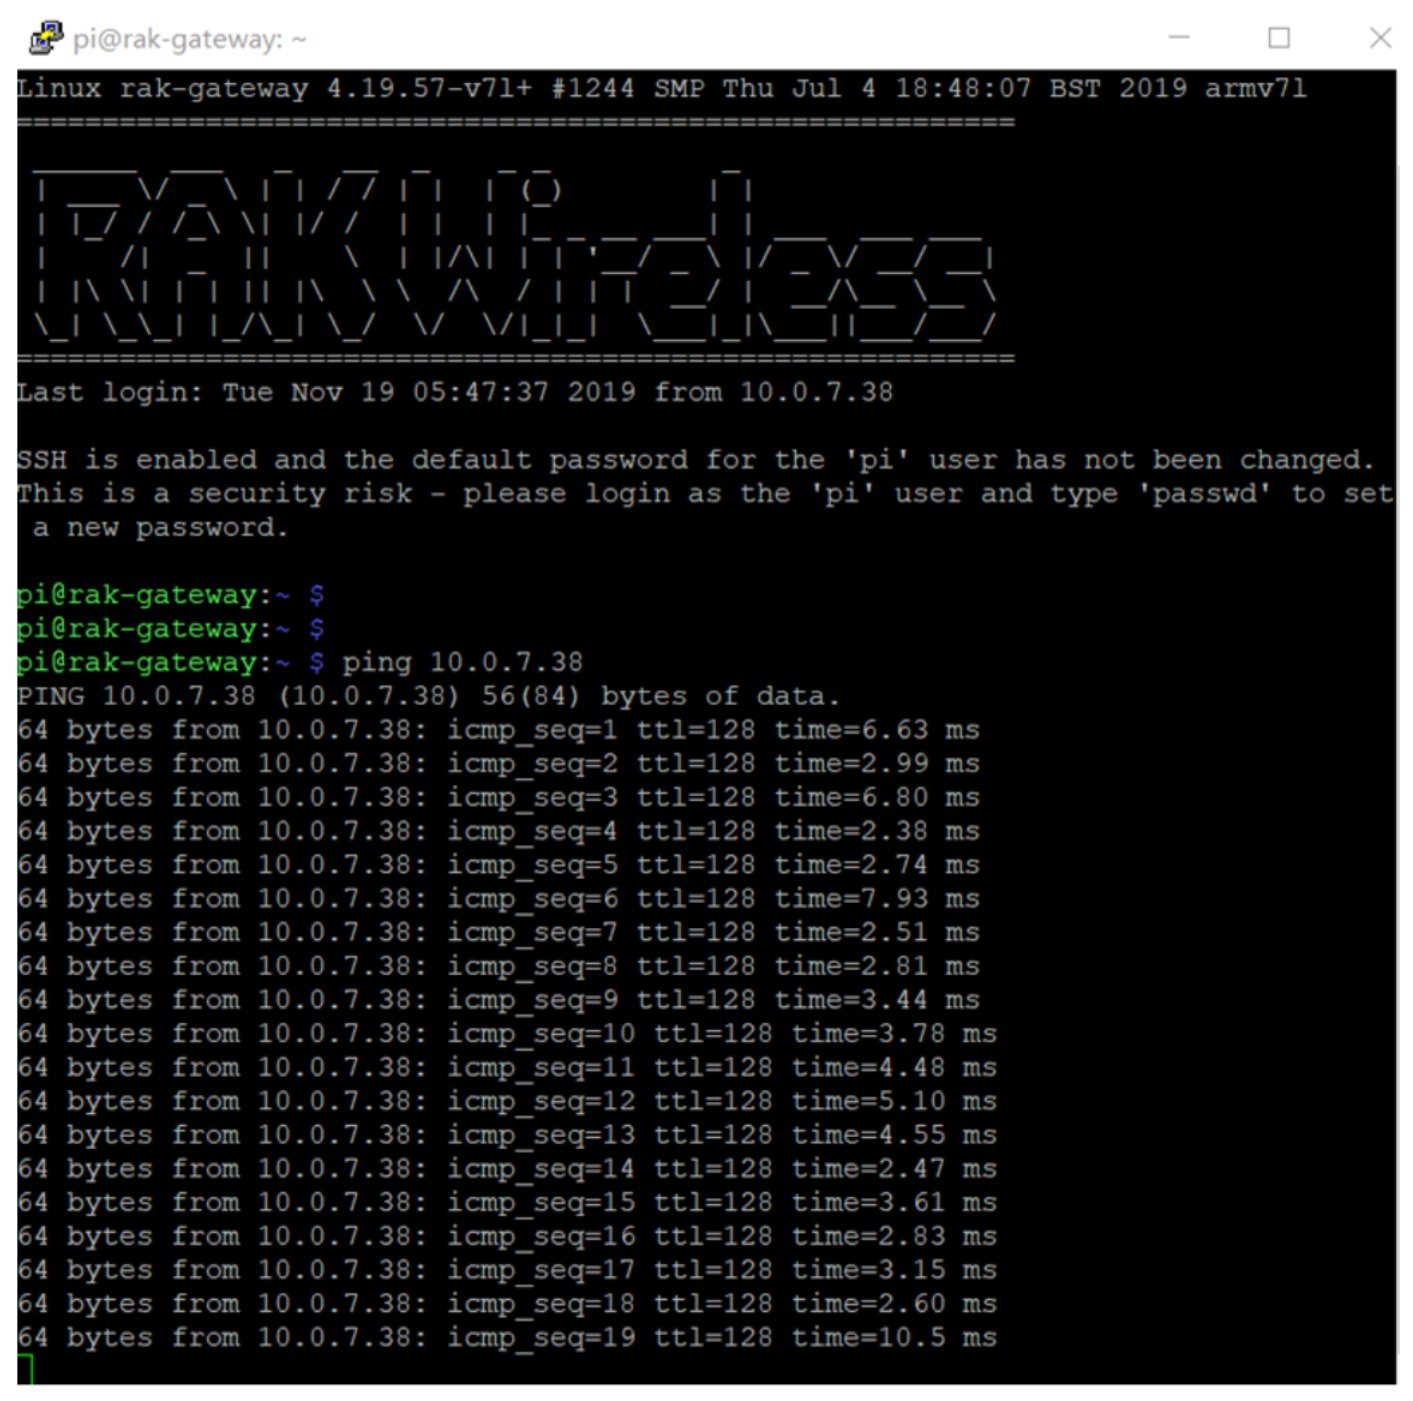 pi@rak-gateway: ~
Linux rak-gateway 4.19.57-v7l+ #1244 SMP Thu Jul 4 18:48:07 BST 2019 armv7l
==========================================================
RAKWireless
==========================================================
Last login: Tue Nov 19 05:47:37 2019 from 10.0.7.38
SSH is enabled and the default password for the 'pi' user has not been changed.
This is a security risk - please login as the 'pi' user and type 'passwd' to set
 a new password.
pi@rak-gateway:~ $
pi@rak-gateway:~ $
pi@rak-gateway:~ $ ping 10.0.7.38
PING 10.0.7.38 (10.0.7.38) 56(84) bytes of data.
64 bytes from 10.0.7.38: icmp_seq=1 ttl=128 time=6.63 ms
64 bytes from 10.0.7.38: icmp_seq=2 ttl=128 time=2.99 ms
64 bytes from 10.0.7.38: icmp_seq=3 ttl=128 time=6.80 ms
64 bytes from 10.0.7.38: icmp_seq=4 ttl=128 time=2.38 ms
64 bytes from 10.0.7.38: icmp_seq=5 ttl=128 time=2.74 ms
64 bytes from 10.0.7.38: icmp_seq=6 ttl=128 time=7.93 ms
64 bytes from 10.0.7.38: icmp_seq=7 ttl=128 time=2.51 ms
64 bytes from 10.0.7.38: icmp_seq=8 ttl=128 time=2.81 ms
64 bytes from 10.0.7.38: icmp_seq=9 ttl=128 time=3.44 ms
64 bytes from 10.0.7.38: icmp_seq=10 ttl=128 time=3.78 ms
64 bytes from 10.0.7.38: icmp_seq=11 ttl=128 time=4.48 ms
64 bytes from 10.0.7.38: icmp_seq=12 ttl=128 time=5.10 ms
64 bytes from 10.0.7.38: icmp_seq=13 ttl=128 time=4.55 ms
64 bytes from 10.0.7.38: icmp_seq=14 ttl=128 time=2.47 ms
64 bytes from 10.0.7.38: icmp_seq=15 ttl=128 time=3.61 ms
64 bytes from 10.0.7.38: icmp_seq=16 ttl=128 time=2.83 ms
64 bytes from 10.0.7.38: icmp_seq=17 ttl=128 time=3.15 ms
64 bytes from 10.0.7.38: icmp_seq=18 ttl=128 time=2.60 ms
64 bytes from 10.0.7.38: icmp_seq=19 ttl=128 time=10.5 ms